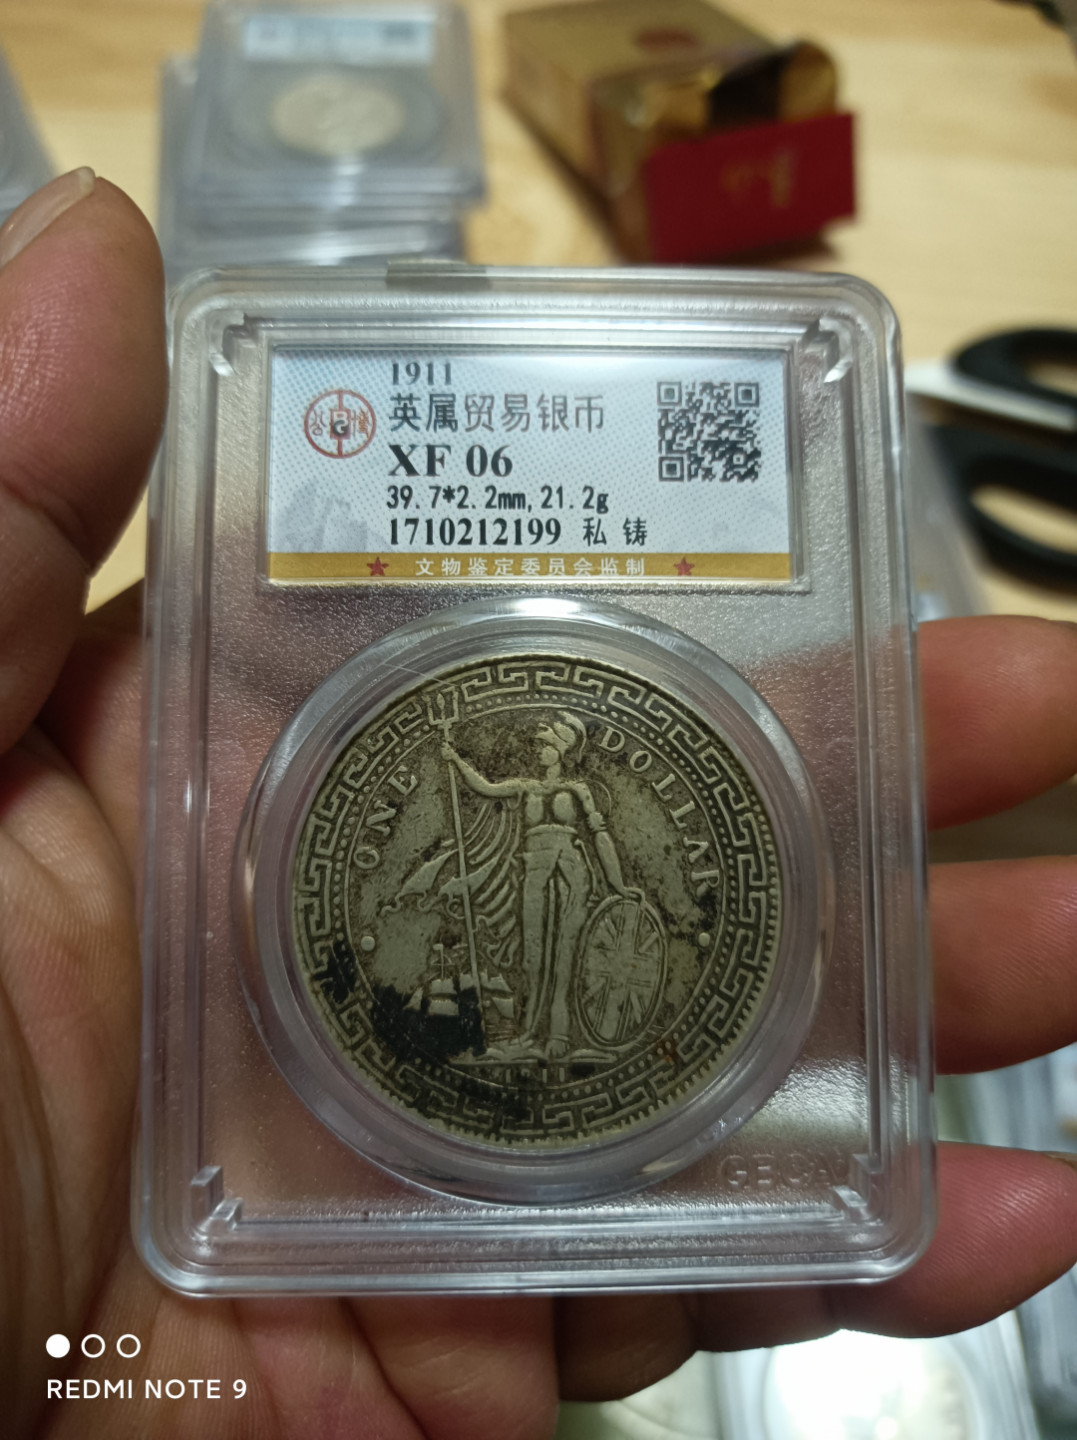 1911
英属贸易银币
XF 06
39.7*2.2mm,21.2g
1710212199 私 铸
★ 文物鉴定委员会监制 ★
ONE DOLLAR
1911
REDMI NOTE 9